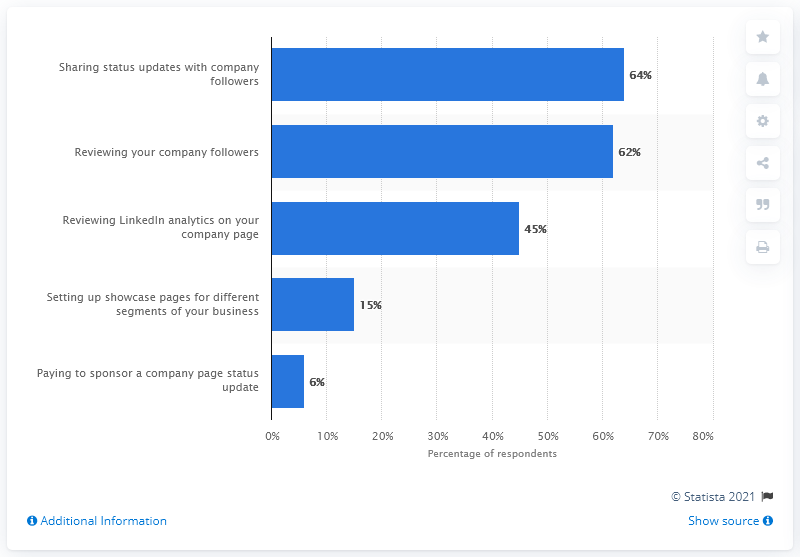 Sharing status updates with company
followers
64%
Reviewing your company followers
62%
Reviewing LinkedIn analytics on your
company page
45%
Setting up showcase pages for different
segments of your business
15%
Paying to sponsor a company page status
update
6%
0% 10% 20% 30% 40% 50% 60% 70% 80%
Percentage of respondents
© Statista 2021
Additional Information
Show source